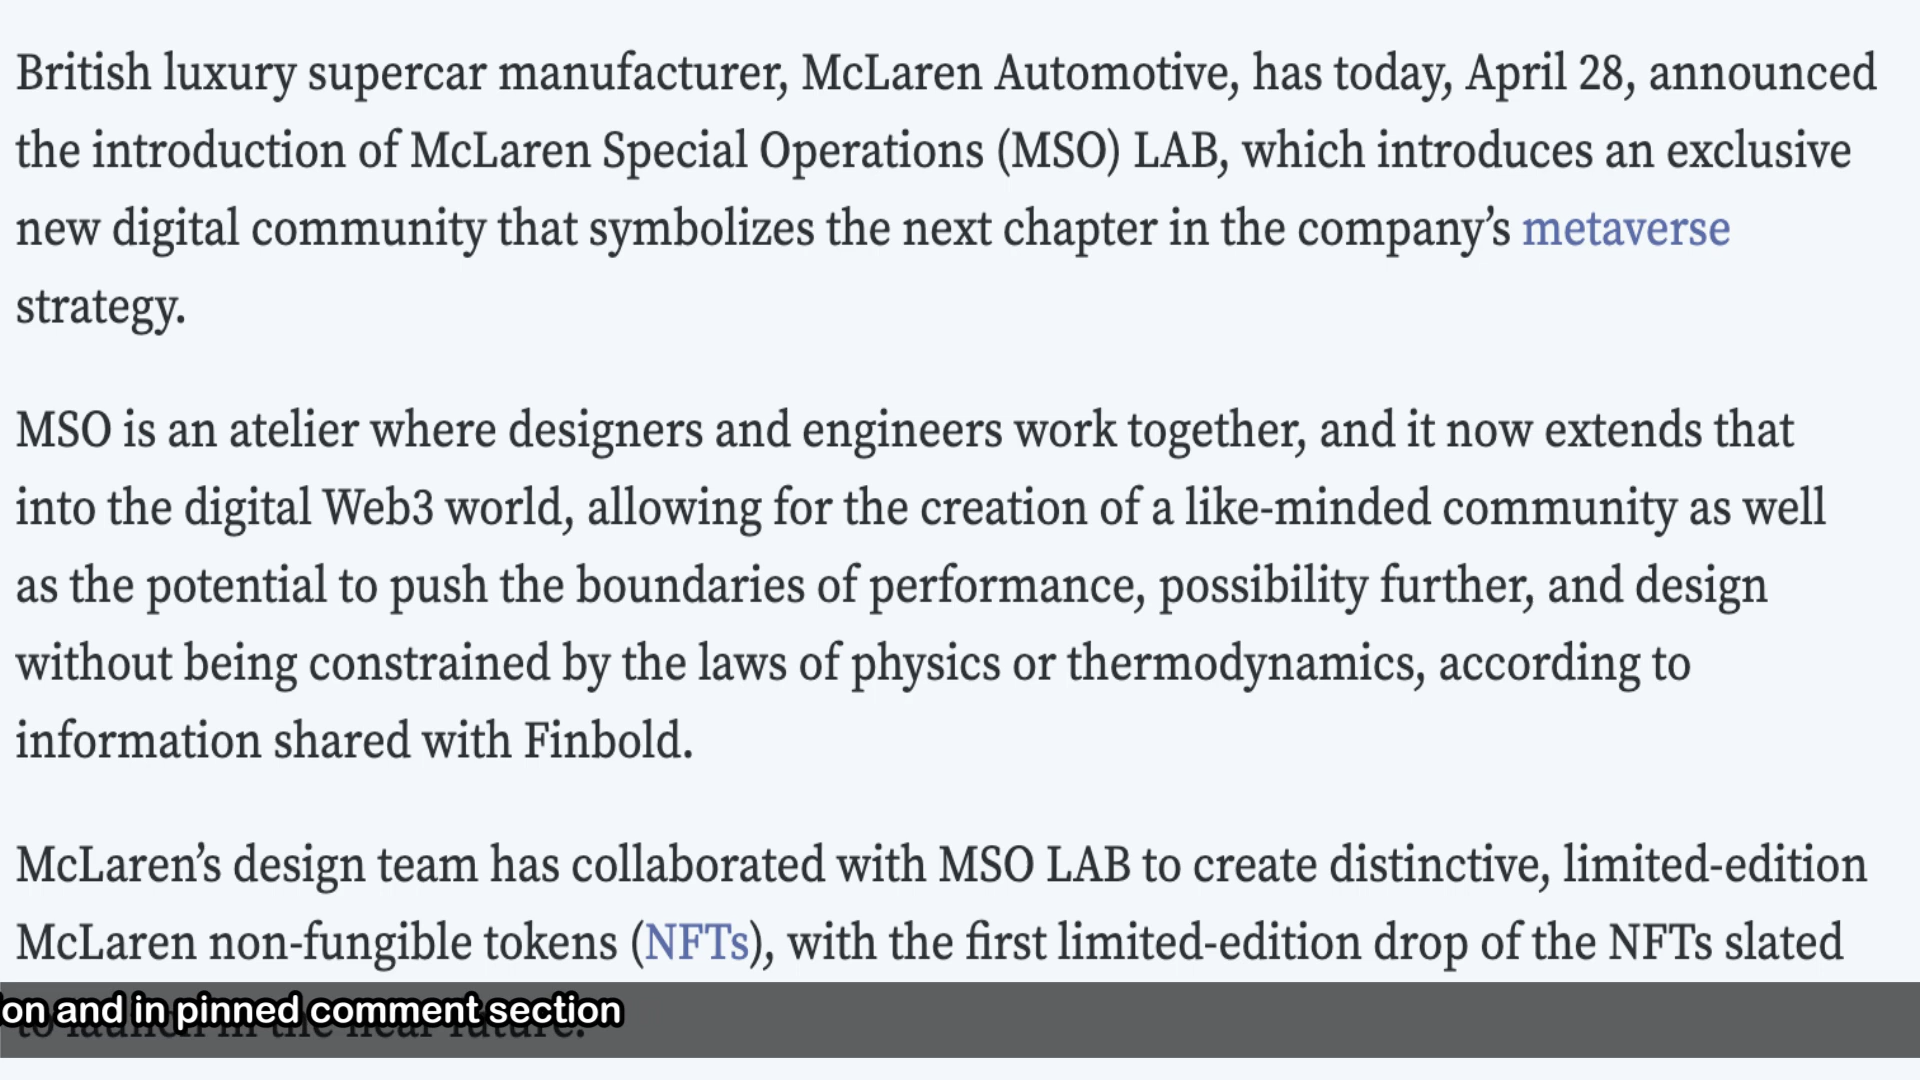 British luxury supercar manufacturer, McLaren Automotive, has today, April 28, announced
the introduction of McLaren Special Operations (MSO) LAB, which introduces an exclusive
new digital community that symbolizes the next chapter in the company’s metaverse
strategy.
MSO is an atelier where designers and engineers work together, and it now extends that
into the digital Web3 world, allowing for the creation of a like-minded community as well
as the potential to push the boundaries of performance, possibility further, and design
without being constrained by the laws of physics or thermodynamics, according to
information shared with Finbold.
McLaren’s design team has collaborated with MSO LAB to create distinctive, limited-edition
McLaren non-fungible tokens (NFTs), with the first limited-edition drop of the NFTs slated
to launch in the near future.
on and in pinned comment section